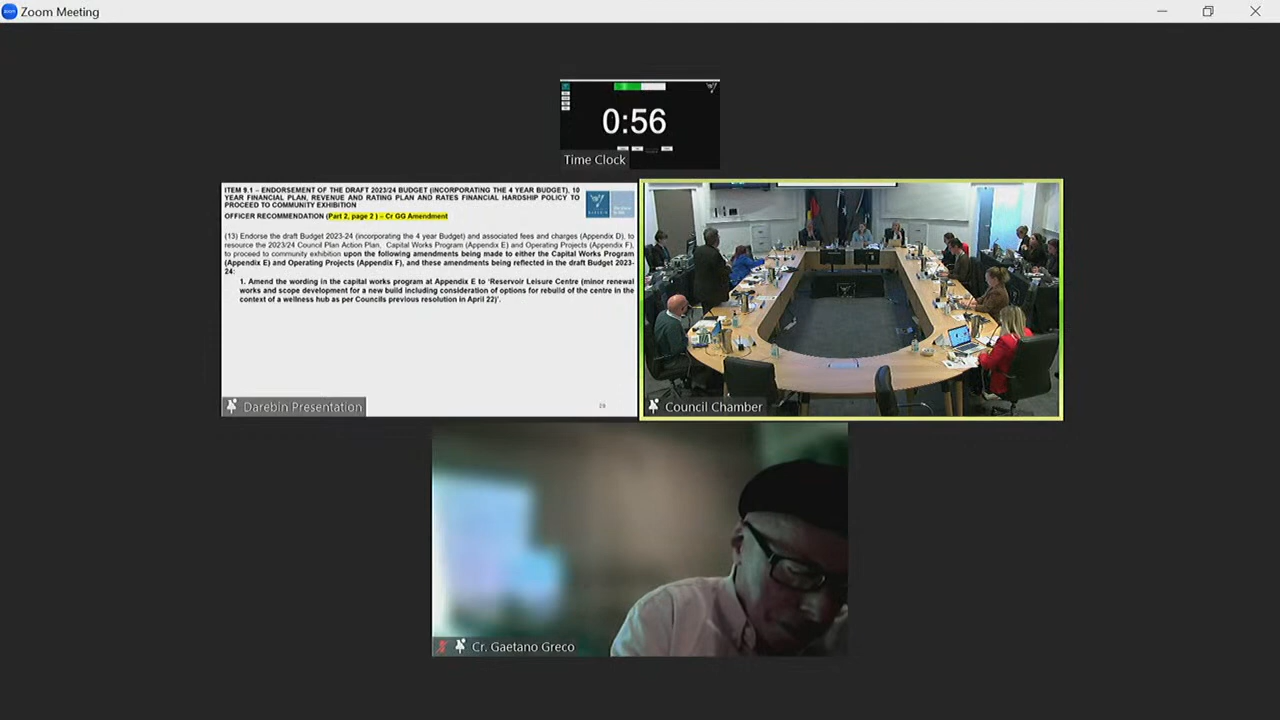 Zoom Meeting
0:56
Time Clock
ITEM 9.1 – ENDORSEMENT OF THE DRAFT 2023/24 BUDGET (INCORPORATING THE 4 YEAR BUDGET), 10
YEAR FINANCIAL PLAN, REVENUE AND RATING PLAN AND RATES FINANCIAL HARDSHIP POLICY TO
PROCEED TO COMMUNITY EXHIBITION
OFFICER RECOMMENDATION (Part 2, page 2 ) – Cr GG Amendment
(13) Endorse the draft Budget 2023-24 (incorporating the 4 year Budget) and associated fees and charges (Appendix D), to
resource the 2023/24 Council Plan Action Plan, Capital Works Program (Appendix E) and Operating Projects (Appendix F),
to proceed to community exhibition upon the following amendments being made to either the Capital Works Program
(Appendix E) and Operating Projects (Appendix F), and these amendments being reflected in the draft Budget 2023-
24:
1. Amend the wording in the capital works program at Appendix E to 'Reservoir Leisure Centre (minor renewal
works and scope development for a new build including consideration of options for rebuild of the centre in the
context of a wellness hub as per Councils previous resolution in April 22)'.
Darebin Presentation
Council Chamber
Cr. Gaetano Greco